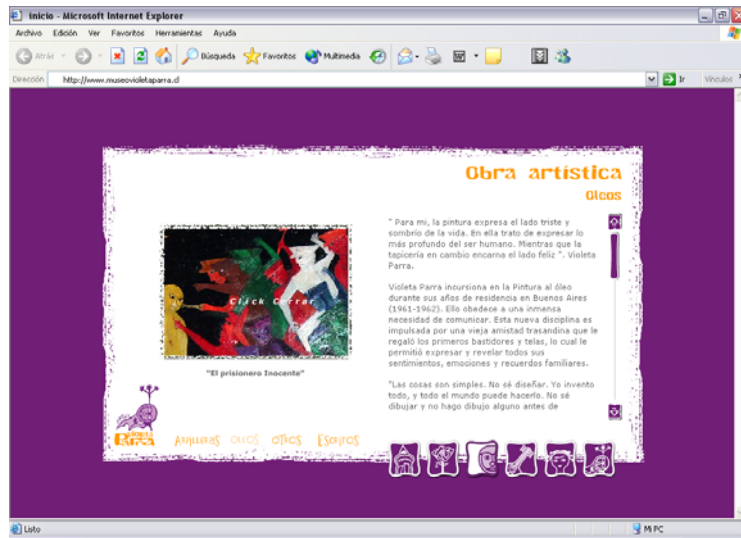 inicio - Microsoft Internet Explorer
Archivo Edición Ver Favoritos Herramientas Ayuda
Atrás Búsqueda Favoritos Multimedia
Dirección http://www.museovioletaparra.cl Ir Vínculos
Obra artística
Oleos
" Para mi, la pintura expresa el lado triste y
sombrío de la vida. En ella trato de expresar lo
más profundo del ser humano. Mientras que la
tapicería en cambio encarna el lado feliz ". Violeta
Parra.
Violeta Parra incursiona en la Pintura al óleo
durante sus años de residencia en Buenos Aires
(1961-1962). Ello obedece a una inmensa
necesidad de comunicar. Esta nueva disciplina es
impulsada por una vieja amistad trasandina que le
regaló los primeros bastidores y telas, lo cual le
permitió expresar y revelar todos sus
sentimientos, emociones y recuerdos familiares.
"Las cosas son simples. No sé diseñar. Yo invento
todo, y todo el mundo puede hacerlo. No sé
dibujar y no hago dibujo alguno antes de
Click Cerrar
"El prisionero Inocente"
Violeta
Parra
Arpilleras Oleos Otros Escritos
Listo
Mi PC